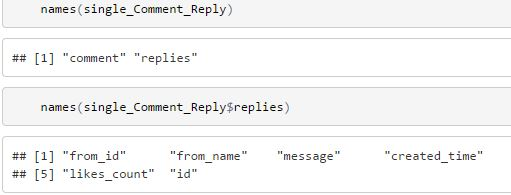 names(single_Comment_Reply)
## [1] "comment" "replies"
names(single_Comment_Reply$replies)
## [1] "from_id"      "from_name"    "message"      "created_time"
## [5] "likes_count"  "id"